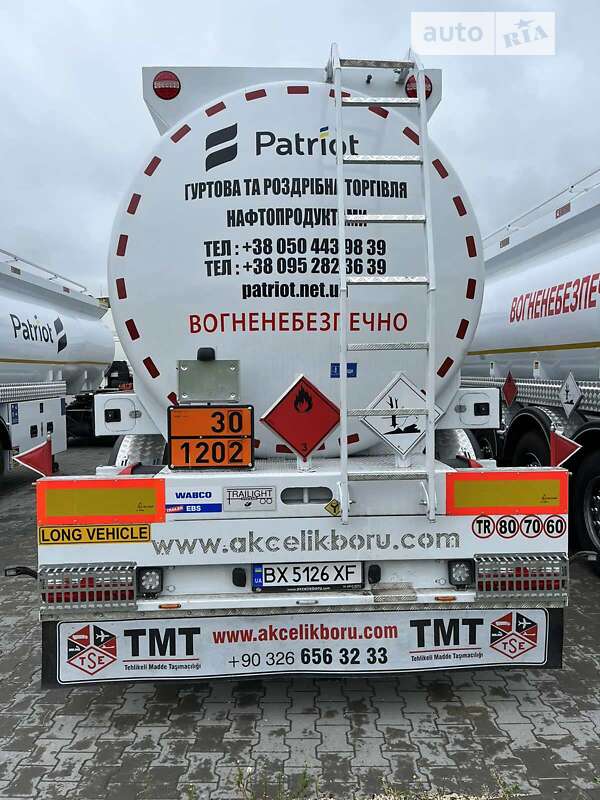 auto RIA
Patriot
ГУРТОВА ТА РОЗДРІБНА ТОРГІВЛЯ
НАФТОПРОДУКТАМИ
ТЕЛ : +38 050 443 98 39
ТЕЛ : +38 095 282 36 39
patriot.net.u
ВОГНЕНЕБЕЗПЕЧНО
Patriot
ВОГНЕНЕБЕЗПЕЧ
30
1202
3
WABCO
TRAILER EBS
TRAILIGHT
LONG VEHICLE
www.akcelikboru.com
TR 80 70 60
UA BX 5126 XF
TSE TMT www.akcelikboru.com TMT TSE
Tehlikeli Madde Taşımacılığı +90 326 656 32 33 Tehlikeli Madde Taşımacılığı